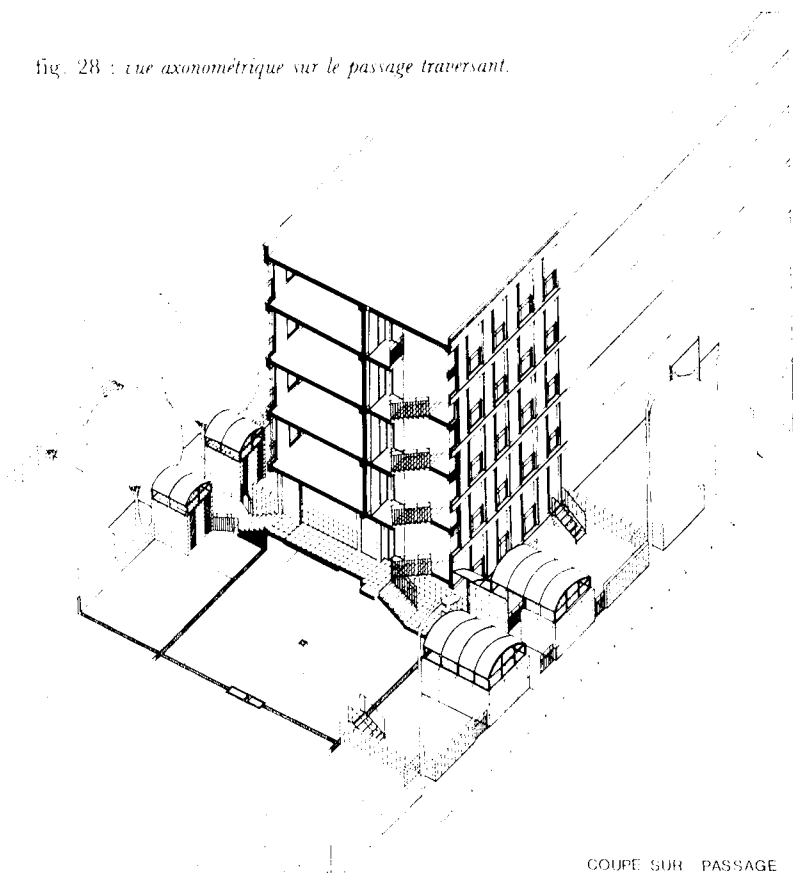 fig. 28 : vue axonométrique sur le passage traversant.
COUPE SUR PASSAGE